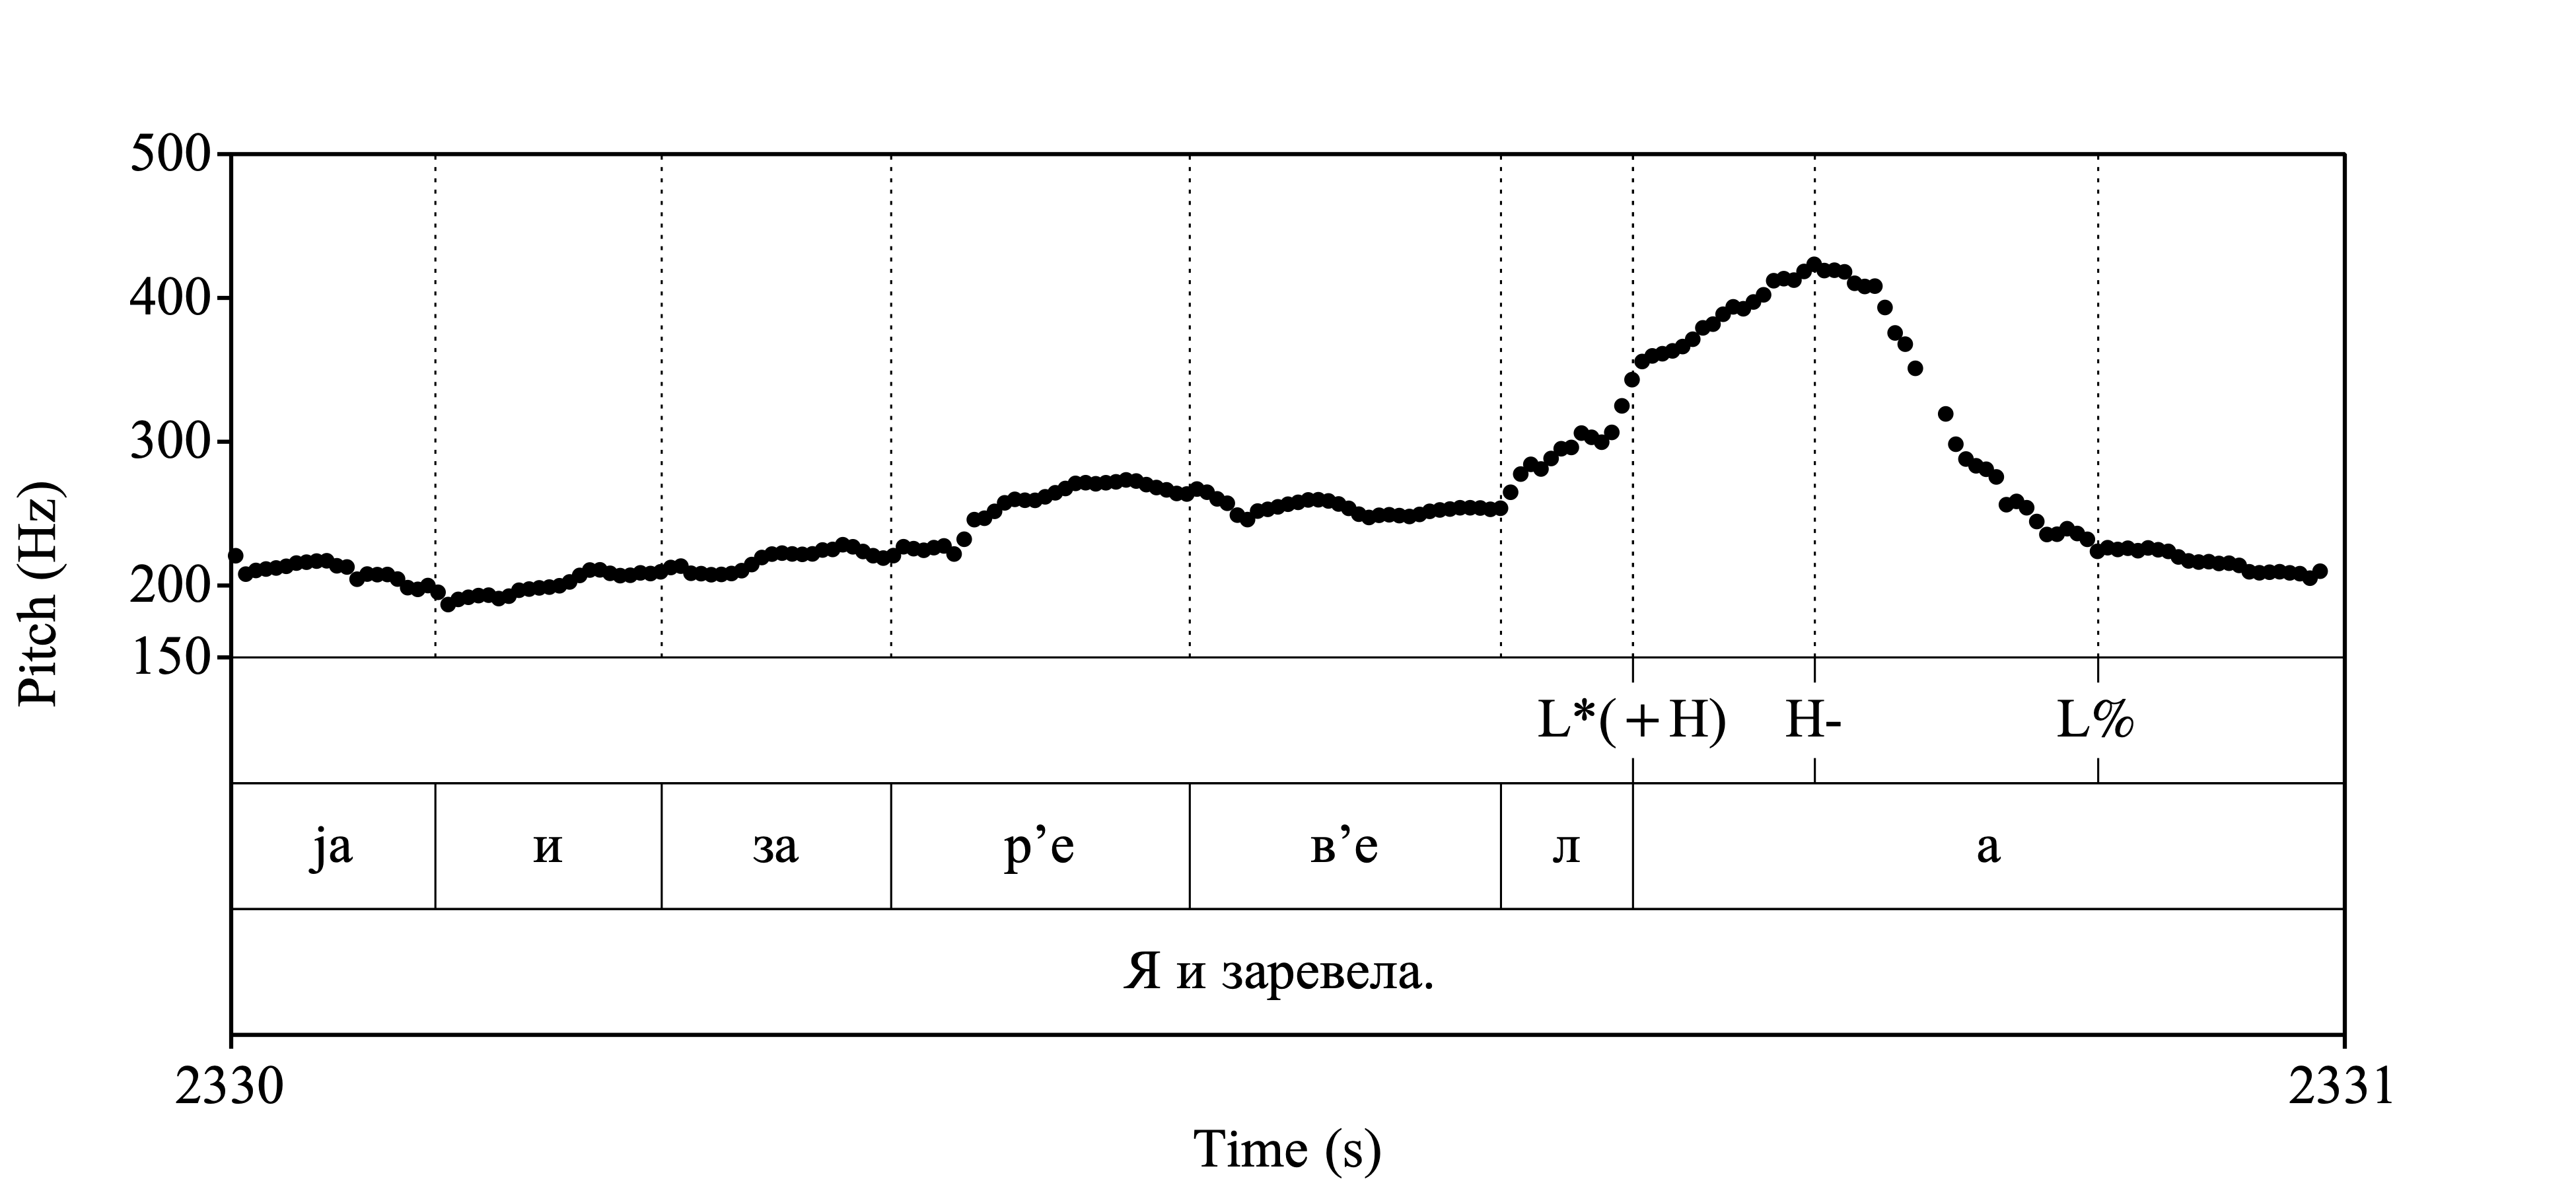 500
400
300
200
150
Pitch (Hz)
L*(+H) H- L%
ja и за р’е в’е л а
Я и заревела.
2330 2331
Time (s)